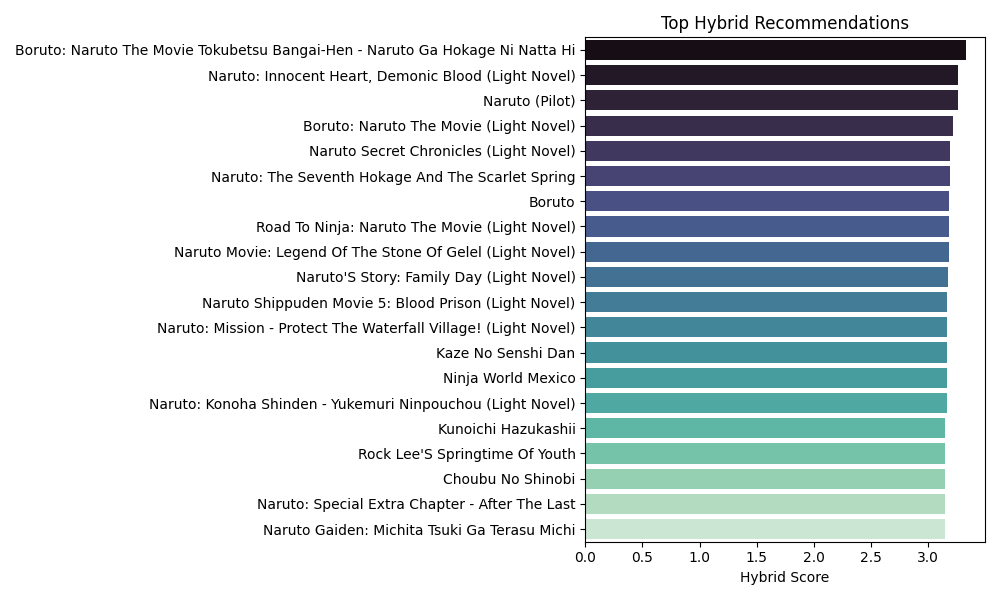 Top Hybrid Recommendations
Boruto: Naruto The Movie Tokubetsu Bangai-Hen - Naruto Ga Hokage Ni Natta Hi
Naruto: Innocent Heart, Demonic Blood (Light Novel)
Naruto (Pilot)
Boruto: Naruto The Movie (Light Novel)
Naruto Secret Chronicles (Light Novel)
Naruto: The Seventh Hokage And The Scarlet Spring
Boruto
Road To Ninja: Naruto The Movie (Light Novel)
Naruto Movie: Legend Of The Stone Of Gelel (Light Novel)
Naruto'S Story: Family Day (Light Novel)
Naruto Shippuden Movie 5: Blood Prison (Light Novel)
Naruto: Mission - Protect The Waterfall Village! (Light Novel)
Kaze No Senshi Dan
Ninja World Mexico
Naruto: Konoha Shinden - Yukemuri Ninpouchou (Light Novel)
Kunoichi Hazukashii
Rock Lee'S Springtime Of Youth
Choubu No Shinobi
Naruto: Special Extra Chapter - After The Last
Naruto Gaiden: Michita Tsuki Ga Terasu Michi
0.0 0.5 1.0 1.5 2.0 2.5 3.0
Hybrid Score